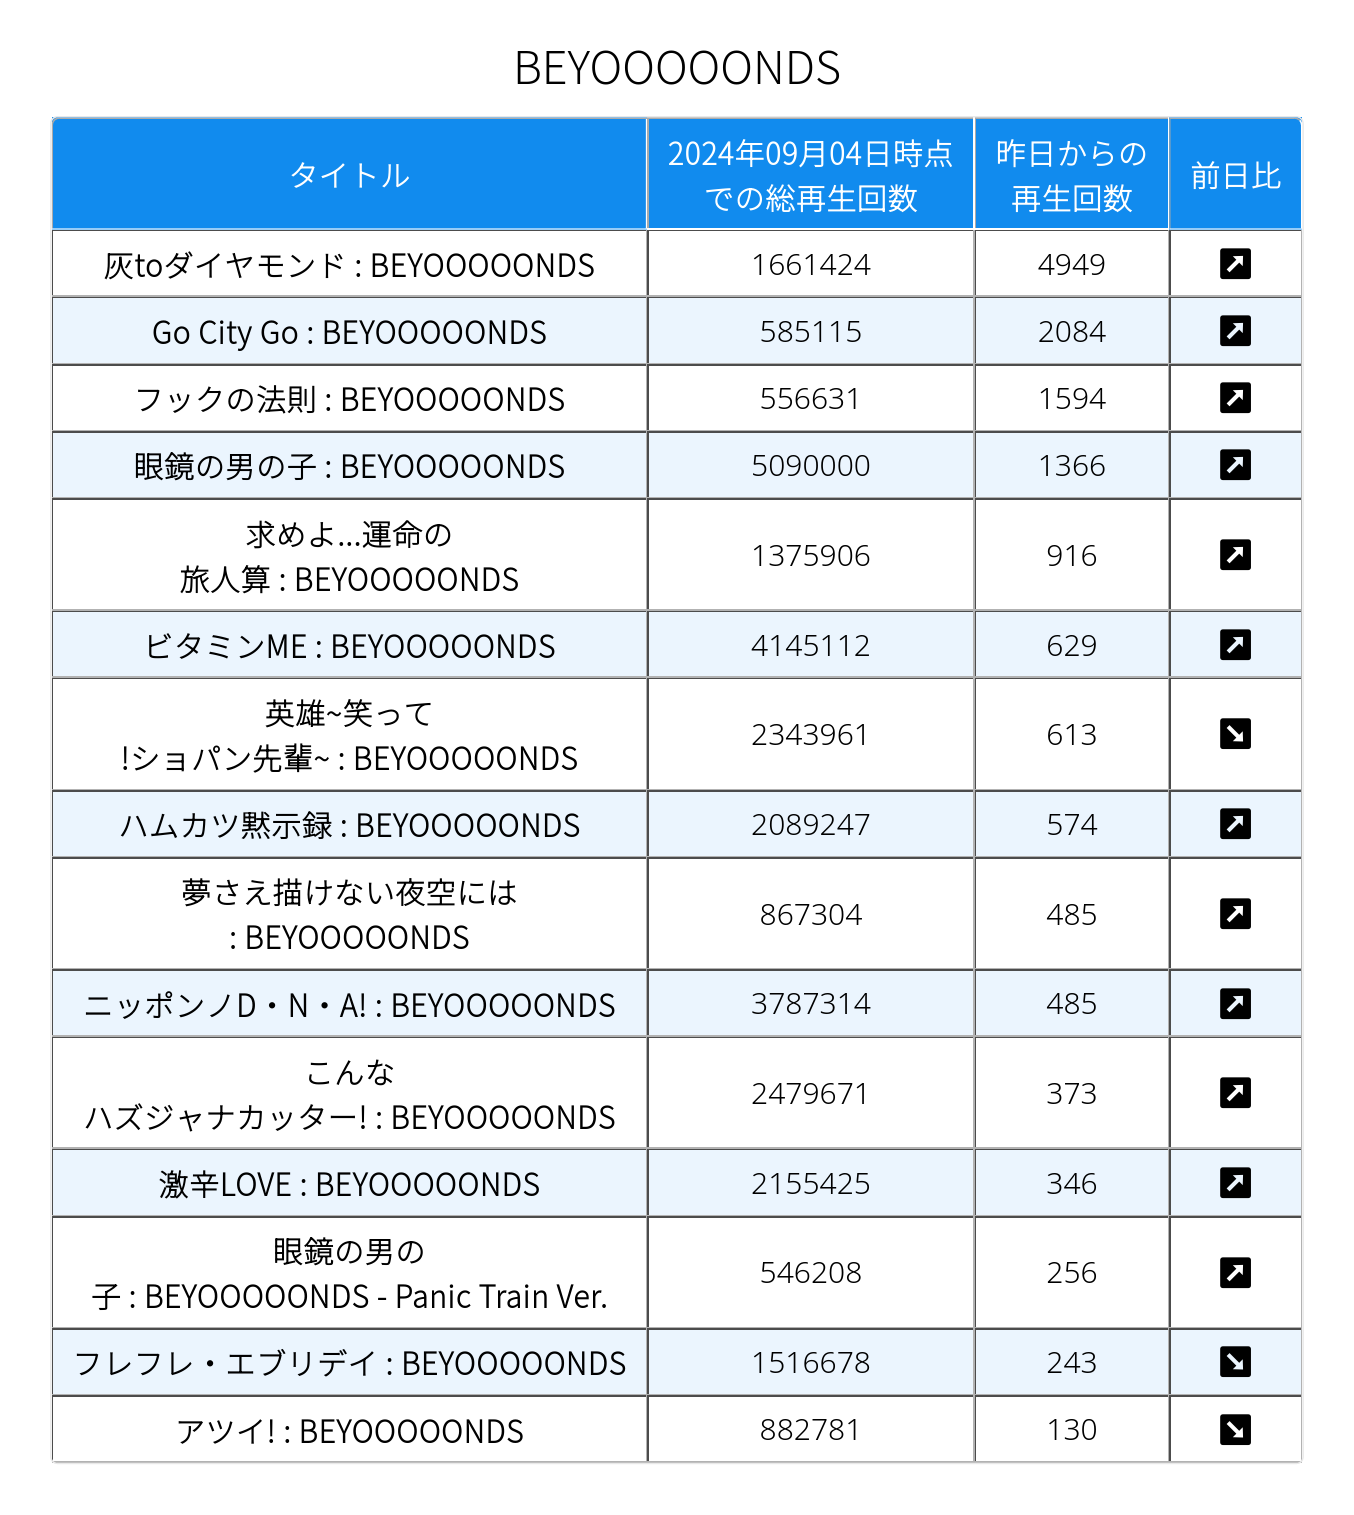 BEYOOOOONDS
タイトル
2024年09月04日時点
での総再生回数
昨日からの
再生回数
前日比
灰toダイヤモンド : BEYOOOOONDS 1661424 4949 ↗
Go City Go : BEYOOOOONDS 585115 2084 ↗
フックの法則 : BEYOOOOONDS 556631 1594 ↗
眼鏡の男の子 : BEYOOOOONDS 5090000 1366 ↗
求めよ...運命の
旅人算 : BEYOOOOONDS 1375906 916 ↗
ビタミンME : BEYOOOOONDS 4145112 629 ↗
英雄~笑って
!ショパン先輩~ : BEYOOOOONDS 2343961 613 ↘
ハムカツ黙示録 : BEYOOOOONDS 2089247 574 ↗
夢さえ描けない夜空には
: BEYOOOOONDS 867304 485 ↗
ニッポンノD・N・A! : BEYOOOOONDS 3787314 485 ↗
こんな
ハズジャナカッター! : BEYOOOOONDS 2479671 373 ↗
激辛LOVE : BEYOOOOONDS 2155425 346 ↗
眼鏡の男の
子 : BEYOOOOONDS - Panic Train Ver. 546208 256 ↗
フレフレ・エブリデイ : BEYOOOOONDS 1516678 243 ↘
アツイ! : BEYOOOOONDS 882781 130 ↘